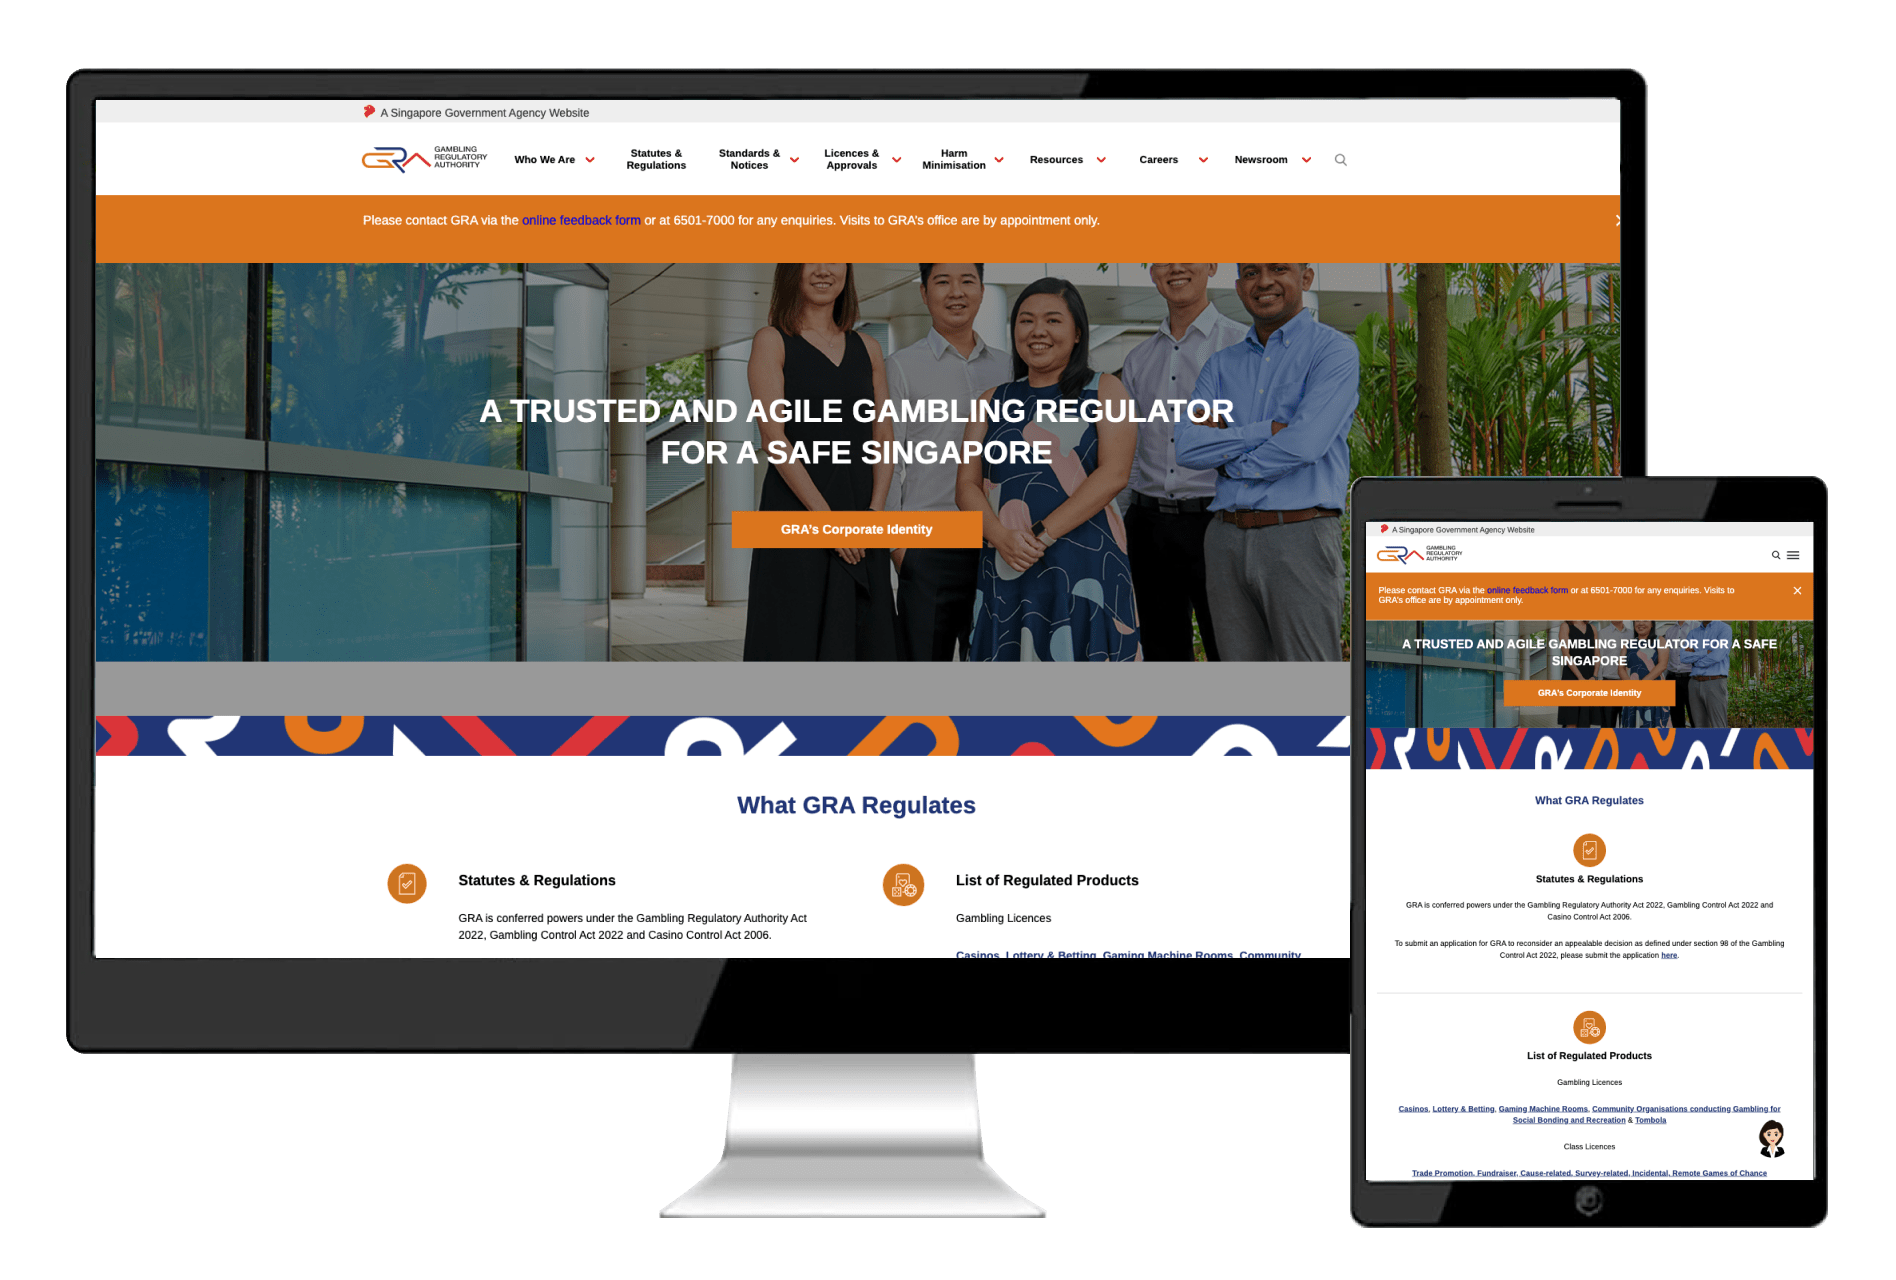 A Singapore Government Agency Website
GAMBLING
REGULATORY
AUTHORITY
Who We Are
Statutes &
Regulations
Standards &
Notices
Licences &
Approvals
Harm
Minimisation
Resources
Careers
Newsroom
Please contact GRA via the online feedback form or at 6501-7000 for any enquiries. Visits to GRA's office are by appointment only.
A TRUSTED AND AGILE GAMBLING REGULATOR
FOR A SAFE SINGAPORE
GRA's Corporate Identity
What GRA Regulates
Statutes & Regulations
GRA is conferred powers under the Gambling Regulatory Authority Act
2022, Gambling Control Act 2022 and Casino Control Act 2006.
List of Regulated Products
Gambling Licences
Casinos, Lottery & Betting, Gaming Machine Rooms, Community
A Singapore Government Agency Website
GRA
GAMBLING
REGULATORY
AUTHORITY
Please contact GRA via the online feedback form or at 6501-7000 for any enquiries. Visits to
GRA's office are by appointment only.
A TRUSTED AND AGILE GAMBLING REGULATOR FOR A SAFE
SINGAPORE
GRA's Corporate Identity
What GRA Regulates
Statutes & Regulations
GRA is conferred powers under the Gambling Regulatory Authority Act 2022, Gambling Control Act 2022 and
Casino Control Act 2006.
To submit an application for GRA to reconsider an appealable decision as defined under section 98 of the Gambling
Control Act 2022, please submit the application here.
List of Regulated Products
Gambling Licences
Casinos, Lottery & Betting, Gaming Machine Rooms, Community Organisations conducting Gambling for
Social Bonding and Recreation & Tombola
Class Licences
Trade Promotion, Fundraiser, Cause-related, Survey-related, Incidental, Remote Games of Chance